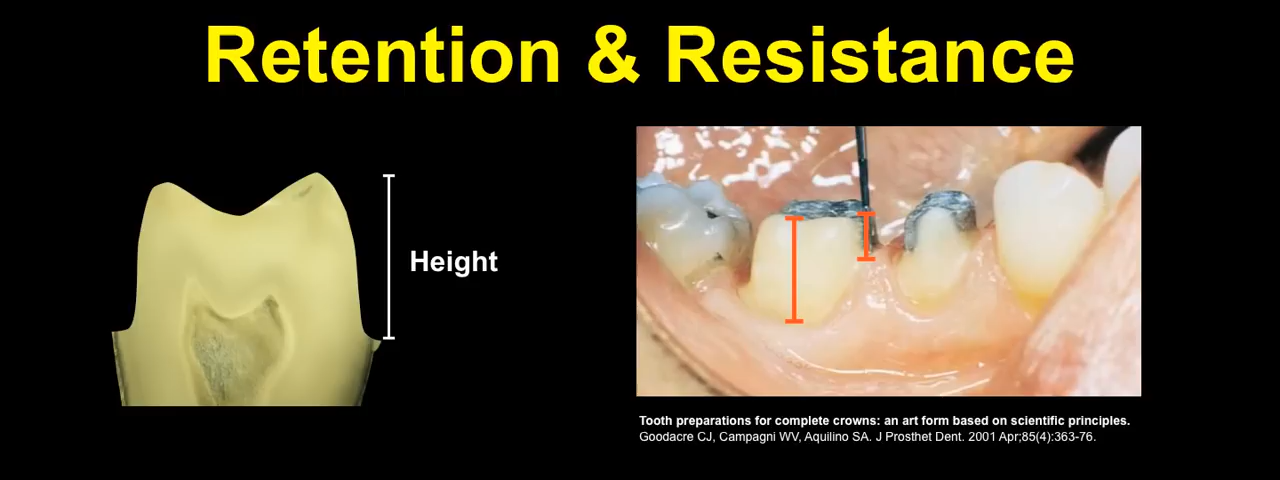 Retention & Resistance
Height
Tooth preparations for complete crowns: an art form based on scientific principles.
Goodacre CJ, Campagni WV, Aquilino SA. J Prosthet Dent. 2001 Apr;85(4):363-76.